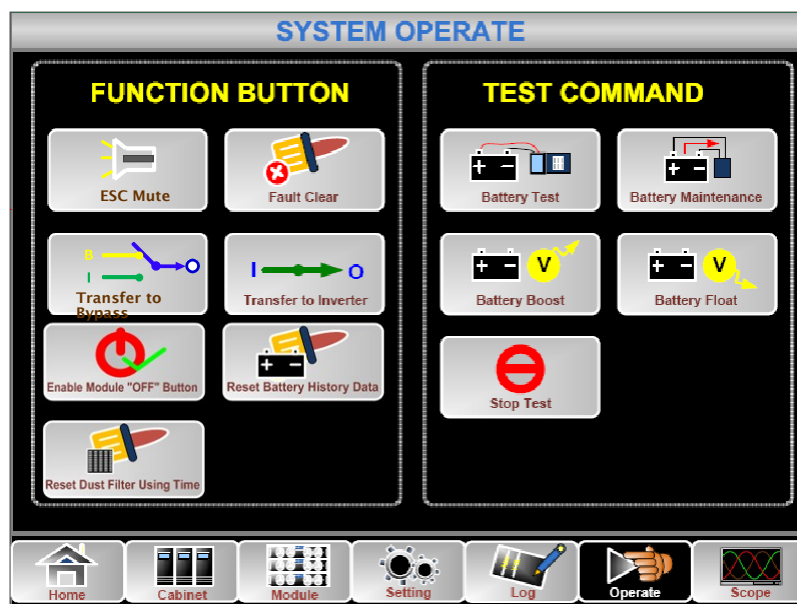 SYSTEM OPERATE
FUNCTION BUTTON
ESC Mute
Fault Clear
B
I
Transfer to
Bypass
I
O
Transfer to Inverter
Enable Module "OFF" Button
+ -
Reset Battery History Data
Reset Dust Filter Using Time
TEST COMMAND
+ -
Battery Test
+ -
Battery Maintenance
+ -
V
Battery Boost
+ -
V
Battery Float
Stop Test
Home
Cabinet
Module
Setting
Log
Operate
Scope